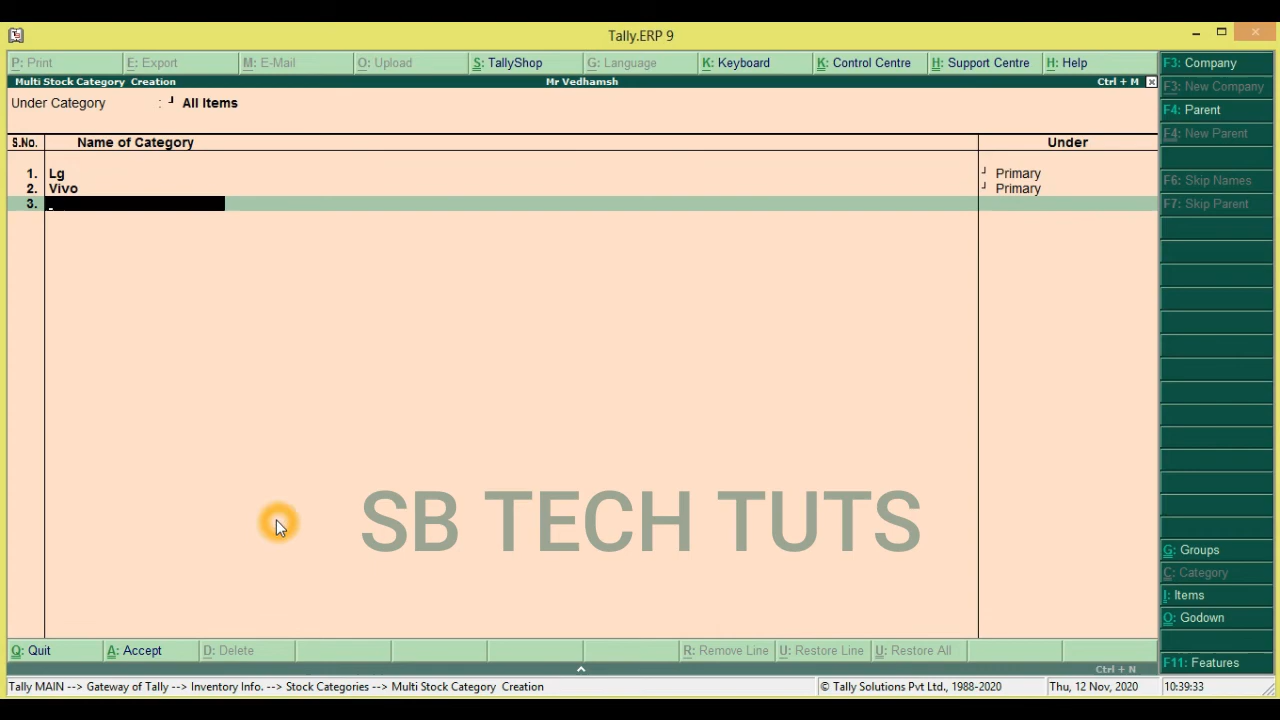 Tally.ERP 9
P: Print E: Export M: E-Mail O: Upload S: TallyShop G: Language K: Keyboard K: Control Centre H: Support Centre H: Help
F3: Company
Multi Stock Category Creation Mr Vedhamsh Ctrl + M
F3: New Company
Under Category : All Items
F4: Parent
F4: New Parent
S.No. Name of Category Under
1. Lg Primary
2. Vivo Primary
3.
F6: Skip Names
F7: Skip Parent
SB TECH TUTS
G: Groups
C: Category
I: Items
O: Godown
Q: Quit A: Accept D: Delete R: Remove Line U: Restore Line U: Restore All
F11: Features
Ctrl + N
Tally MAIN --> Gateway of Tally --> Inventory Info. --> Stock Categories --> Multi Stock Category Creation © Tally Solutions Pvt Ltd., 1988-2020 Thu, 12 Nov, 2020 10:39:33